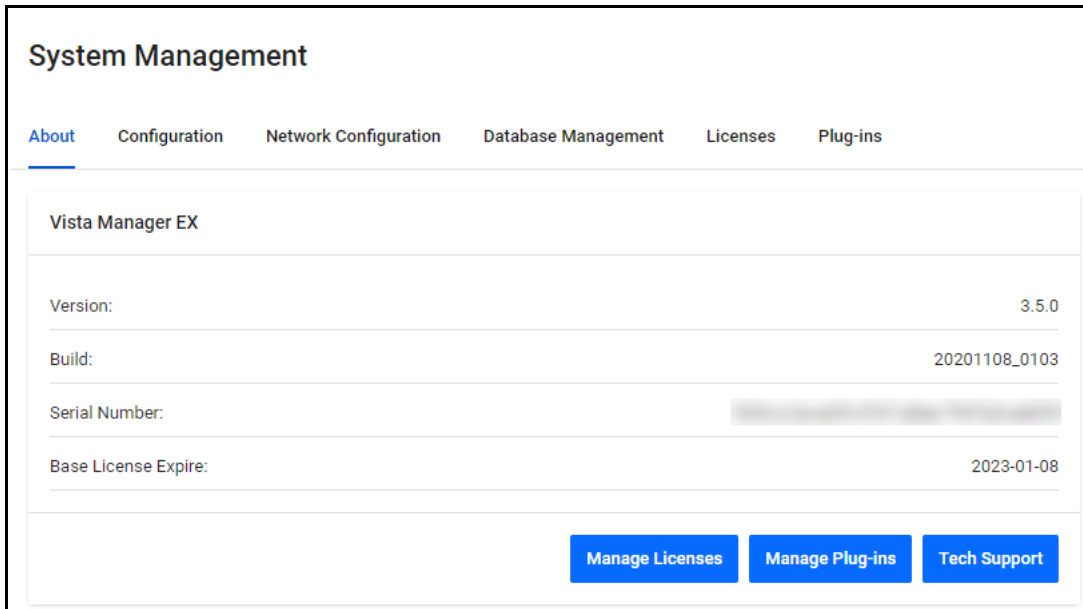 System Management
About Configuration Network Configuration Database Management Licenses Plug-ins
Vista Manager EX
Version: 3.5.0
Build: 20201108_0103
Serial Number:
Base License Expire: 2023-01-08
Manage Licenses Manage Plug-ins Tech Support